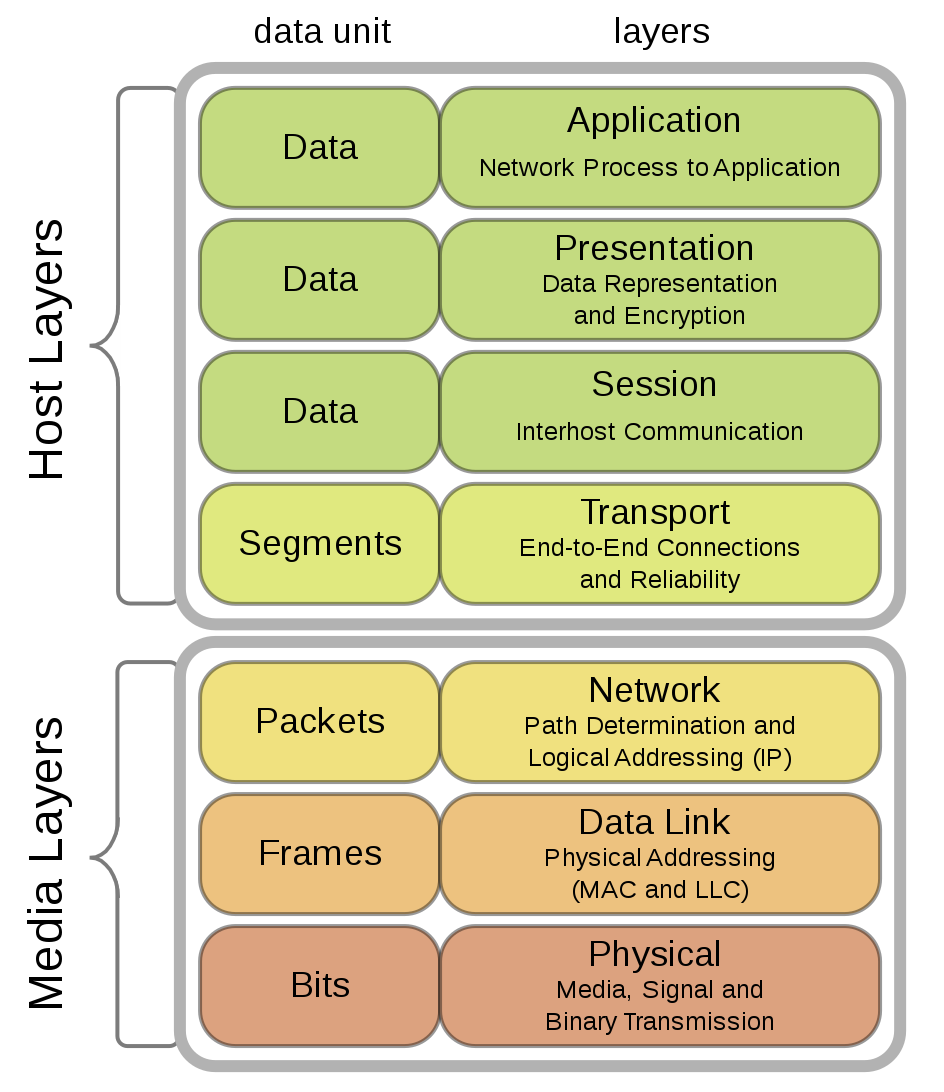 data unit
layers
Host Layers
Data
Application
Network Process to Application
Data
Presentation
Data Representation
and Encryption
Data
Session
Interhost Communication
Segments
Transport
End-to-End Connections
and Reliability
Media Layers
Packets
Network
Path Determination and
Logical Addressing (IP)
Frames
Data Link
Physical Addressing
(MAC and LLC)
Bits
Physical
Media, Signal and
Binary Transmission